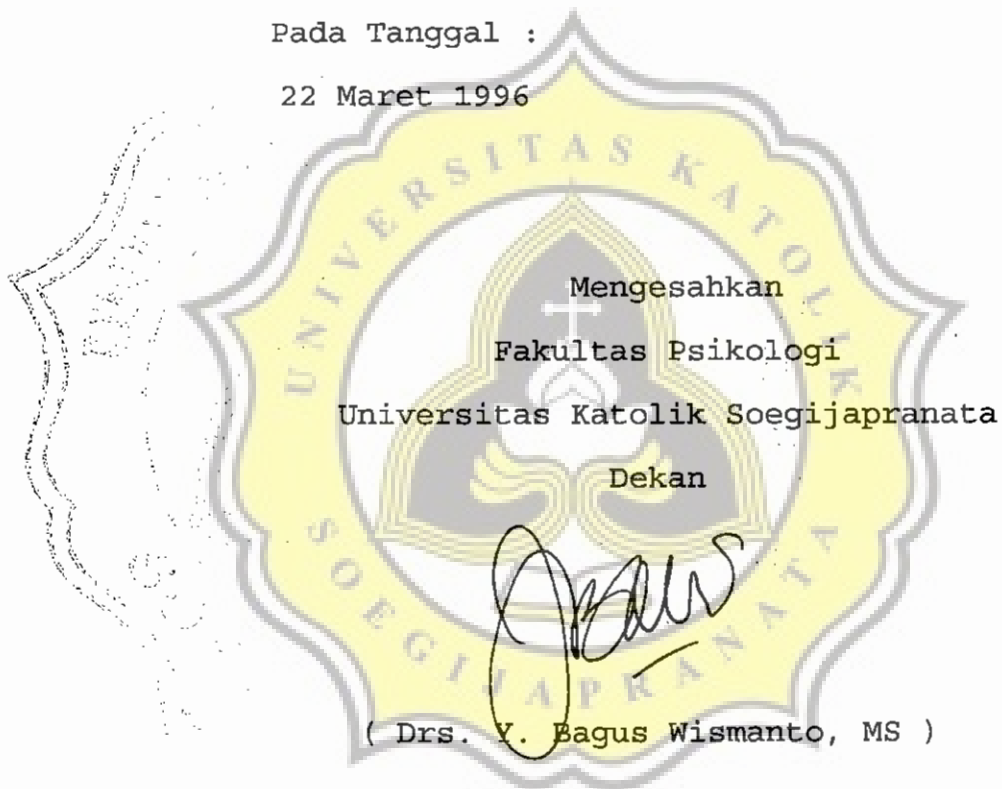 Pada Tanggal :
22 Maret 1996
UNIVERSITAS KATOLIK
SOEGIJAPRANATA
Mengesahkan
Fakultas Psikologi
Universitas Katolik Soegijapranata
Dekan
( Drs. Y. Bagus Wismanto, MS )